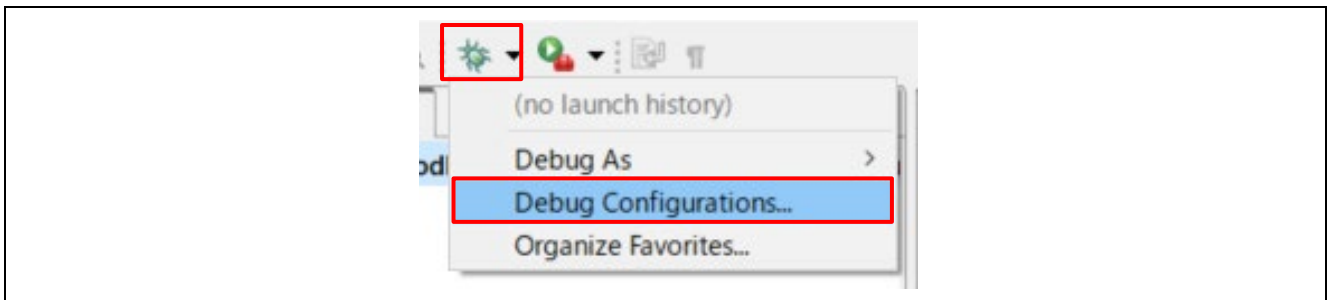 (no launch history)
Debug As
Debug Configurations...
Organize Favorites...